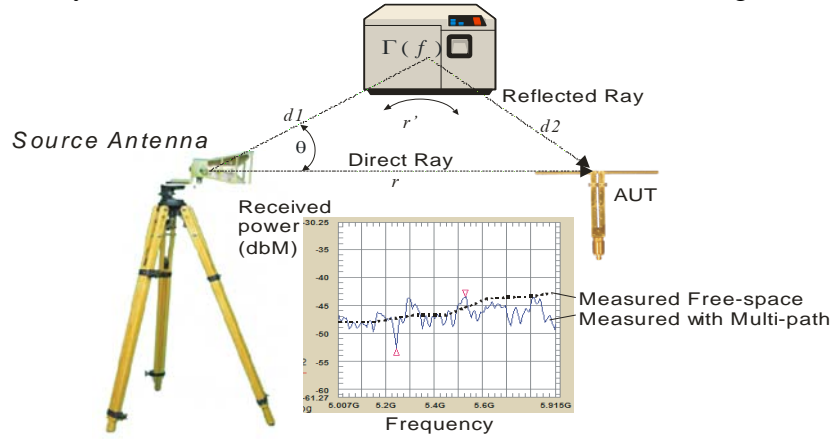 Γ(f)
Reflected Ray
d1
r'
d2
θ
Source Antenna
Direct Ray
r
AUT
Received
power
(dbM)
-30.25
-35
-40
-45
-50
-55
-60
-61.27
Measured Free-space
Measured with Multi-path
5.007G 5.2G 5.4G 5.6G 5.915G
Frequency